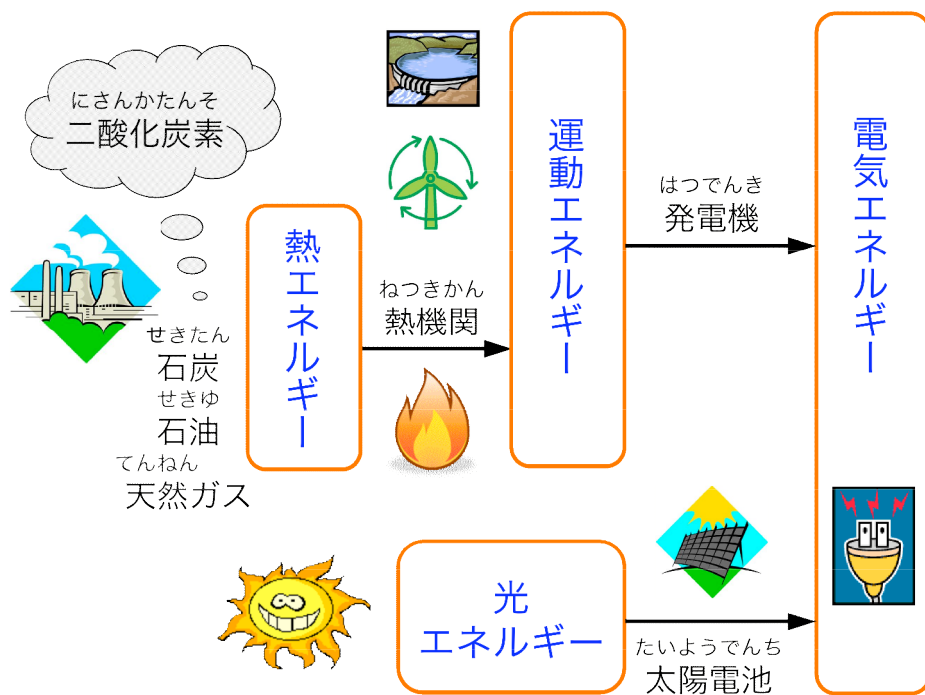 にさんかたんそ
二酸化炭素
せきたん
石炭
せきゆ
石油
てんねん
天然ガス
熱エネルギー
ねつきかん
熱機関
運動エネルギー
はつでんき
発電機
電気エネルギー
光
エネルギー
たいようでんち
太陽電池